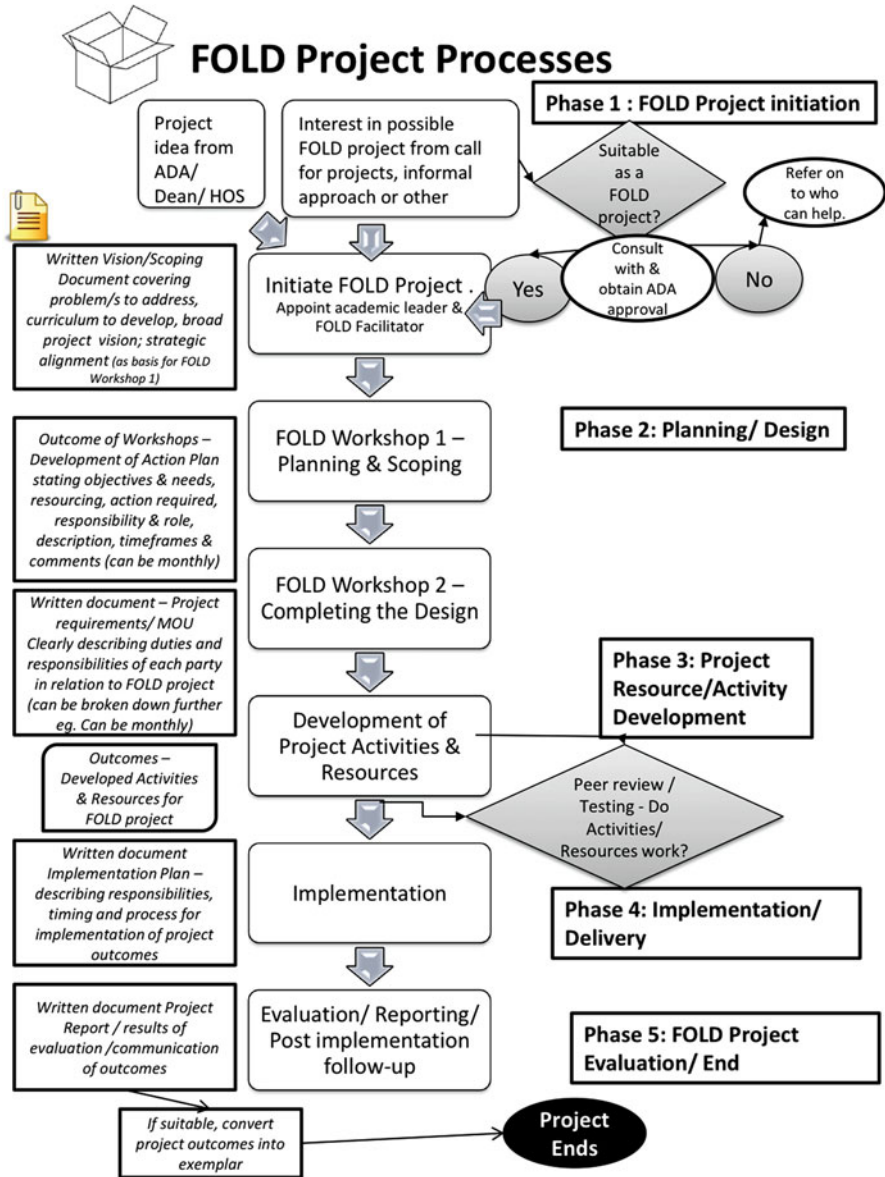 FOLD Project Processes
Phase 1 : FOLD Project initiation
Project
idea from
ADA/
Dean/ HOS
Interest in possible
FOLD project from call
for projects, informal
approach or other
Suitable
as a
FOLD
project?
Refer on
to who
can help.
Written Vision/Scoping
Document covering
problem/s to address,
curriculum to develop, broad
project vision; strategic
alignment (as basis for FOLD
Workshop 1)
Initiate FOLD Project .
Appoint academic leader &
FOLD Facilitator
Yes
Consult
with &
obtain ADA
approval
No
Phase 2: Planning/ Design
Outcome of Workshops –
Development of Action Plan
stating objectives & needs,
resourcing, action required,
responsibility & role,
description, timeframes &
comments (can be monthly)
FOLD Workshop 1 –
Planning & Scoping
FOLD Workshop 2 –
Completing the Design
Written document – Project
requirements/ MOU
Clearly describing duties and
responsibilities of each party
in relation to FOLD project
(can be broken down further
eg. Can be monthly)
Phase 3: Project
Resource/Activity
Development
Development of
Project Activities &
Resources
Outcomes –
Developed Activities
& Resources for
FOLD project
Peer review /
Testing - Do
Activities/
Resources work?
Written document
Implementation Plan –
describing responsibilities,
timing and process for
implementation of project
outcomes
Implementation
Phase 4: Implementation/
Delivery
Written document Project
Report / results of
evaluation /communication
of outcomes
Evaluation/ Reporting/
Post implementation
follow-up
Phase 5: FOLD Project
Evaluation/ End
If suitable, convert
project outcomes into
exemplar
Project
Ends